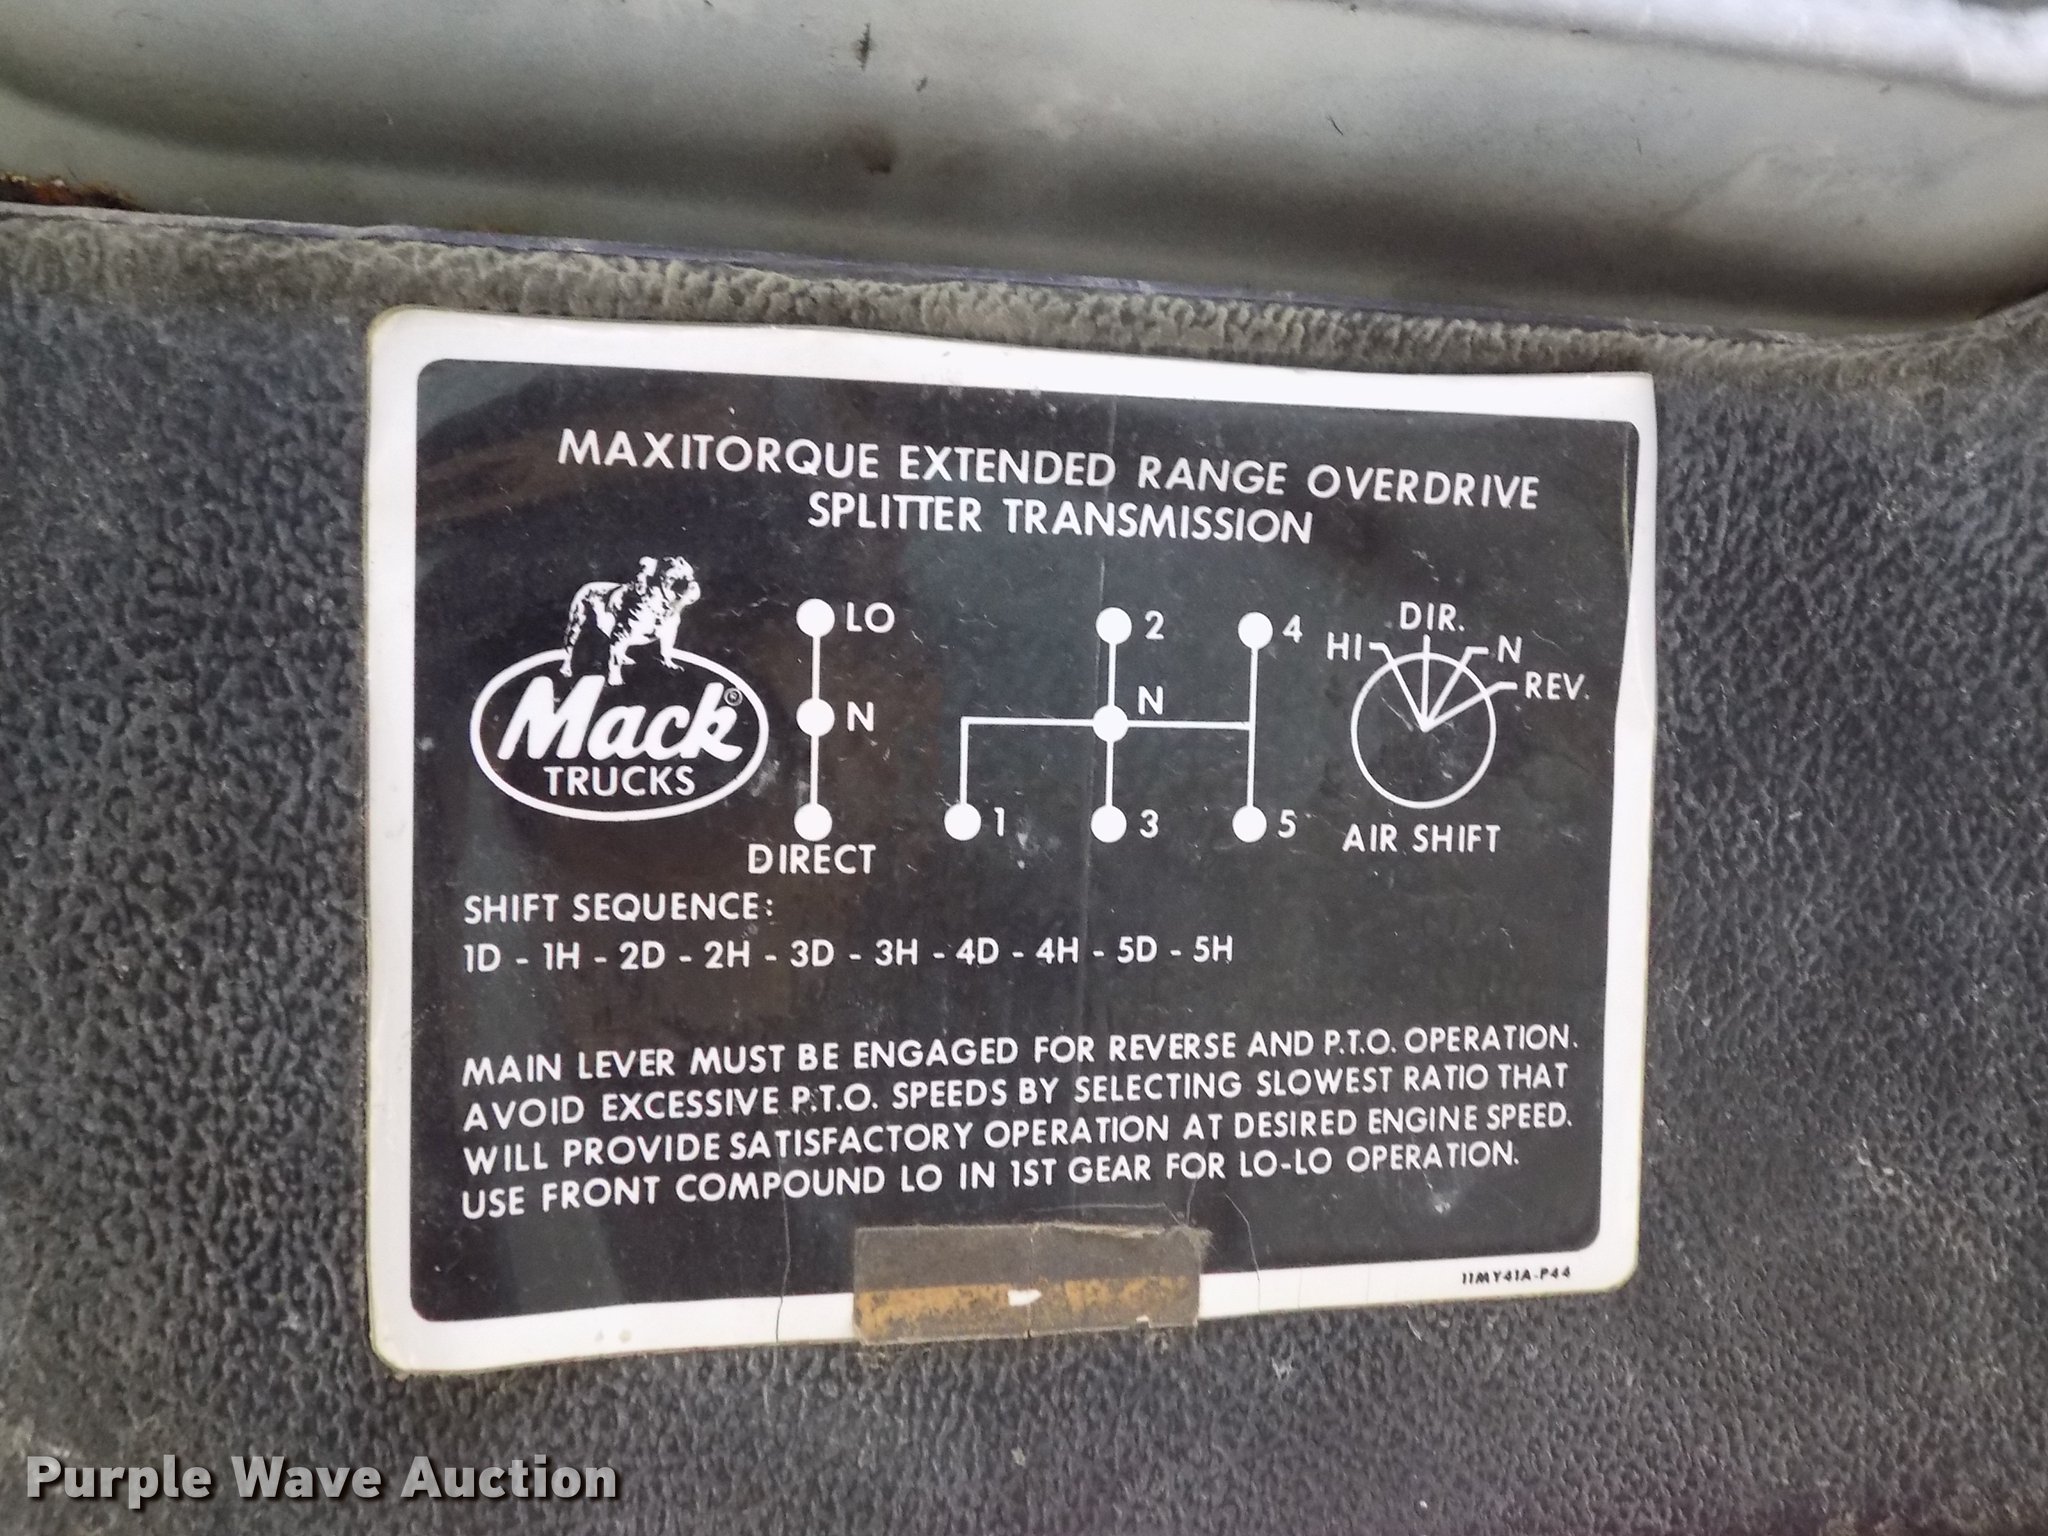 MAXITORQUE EXTENDED RANGE OVERDRIVE
SPLITTER TRANSMISSION
Mack®
TRUCKS
LO
N
DIRECT
2
4
N
1
3
5
HI
DIR.
N
REV.
AIR SHIFT
SHIFT SEQUENCE:
1D - 1H - 2D - 2H - 3D - 3H - 4D - 4H - 5D - 5H
MAIN LEVER MUST BE ENGAGED FOR REVERSE AND P.T.O. OPERATION.
AVOID EXCESSIVE P.T.O. SPEEDS BY SELECTING SLOWEST RATIO THAT
WILL PROVIDE SATISFACTORY OPERATION AT DESIRED ENGINE SPEED.
USE FRONT COMPOUND LO IN 1ST GEAR FOR LO-LO OPERATION.
11MY41A-P44
Purple Wave Auction